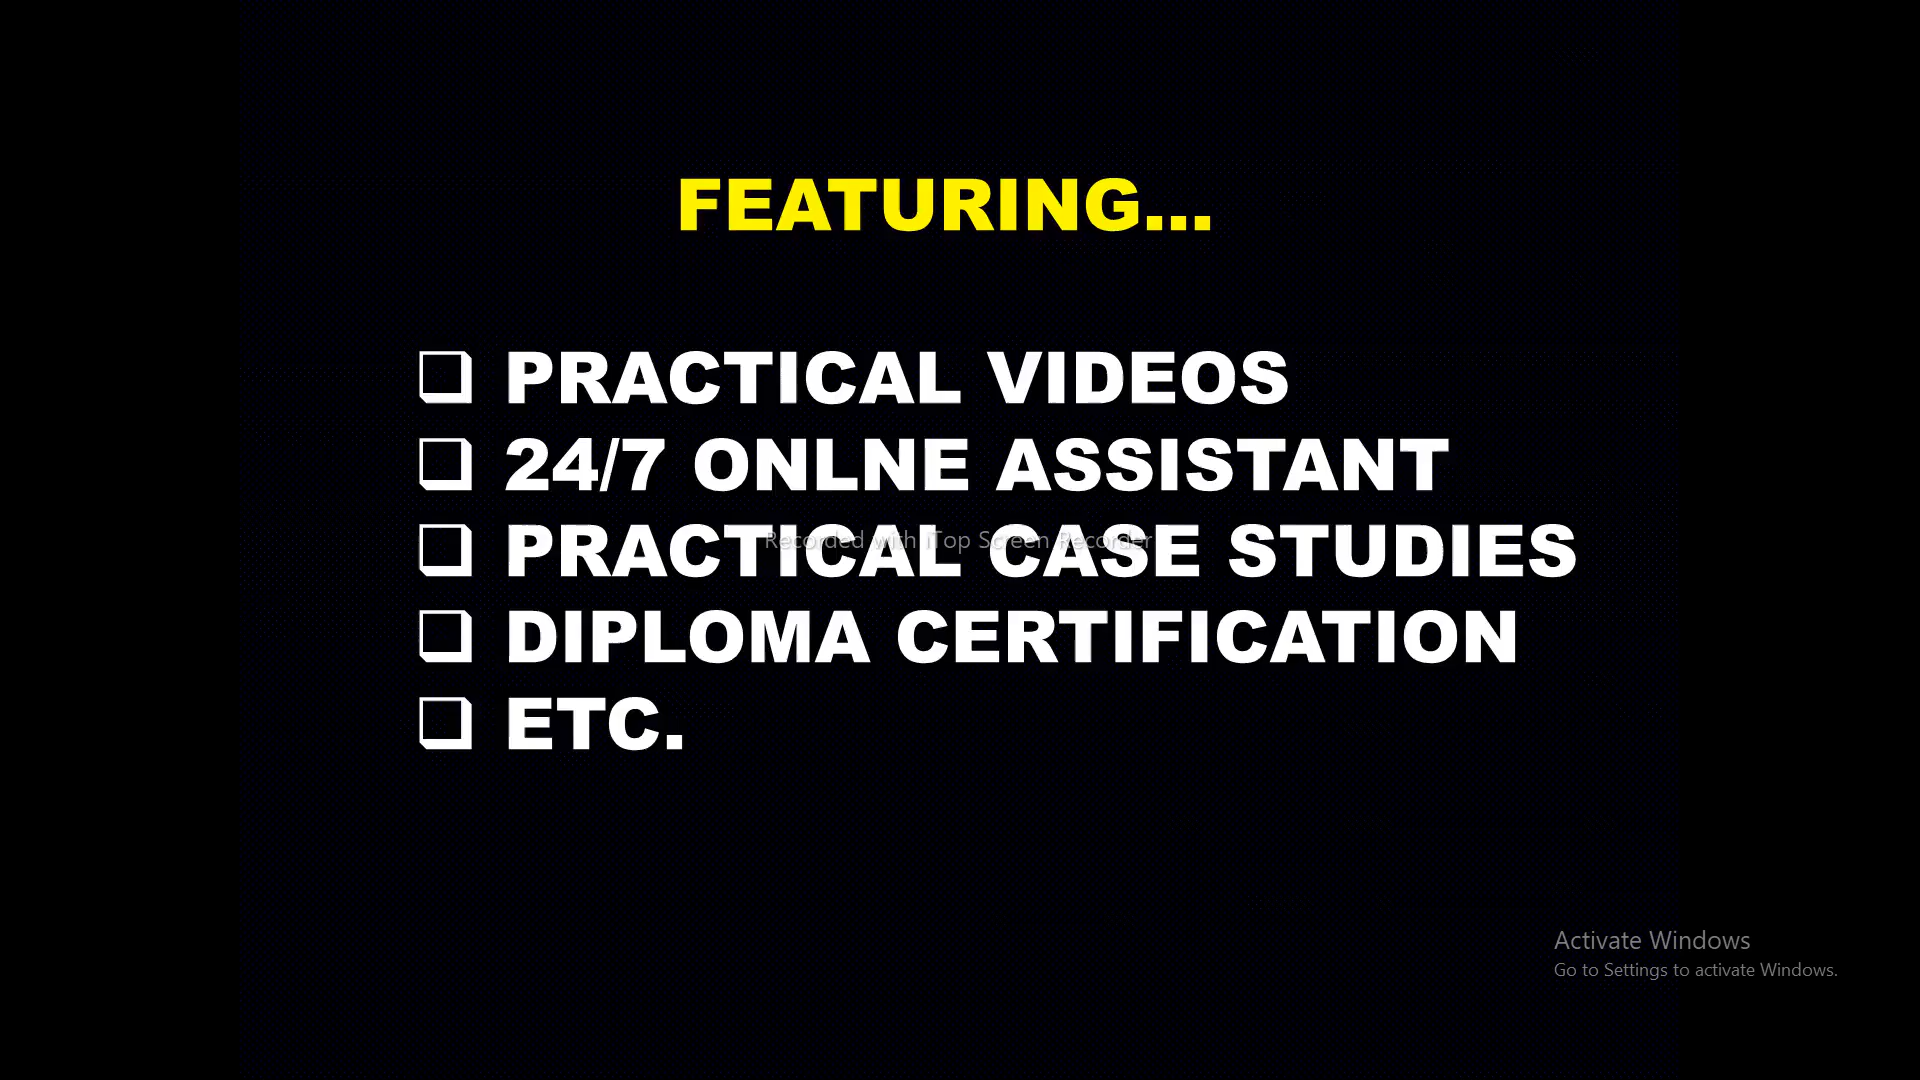 FEATURING...
❑ PRACTICAL VIDEOS
❑ 24/7 ONLNE ASSISTANT
❑ PRACTICAL CASE STUDIES
Recorded with iTop Screen Recorder
❑ DIPLOMA CERTIFICATION
❑ ETC.
Activate Windows
Go to Settings to activate Windows.